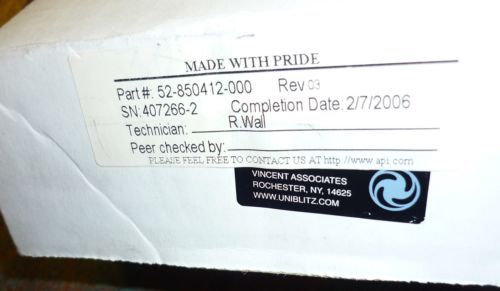 MADE WITH PRIDE
Part #: 52-850412-000 Rev 03
SN: 407266-2 Completion Date: 2/7/2006
Technician: R.Wall
Peer checked by:
PLEASE FEEL FREE TO CONTACT US AT http://www.api.com
VINCENT ASSOCIATES
ROCHESTER, NY, 14625
WWW.UNIBLITZ.COM